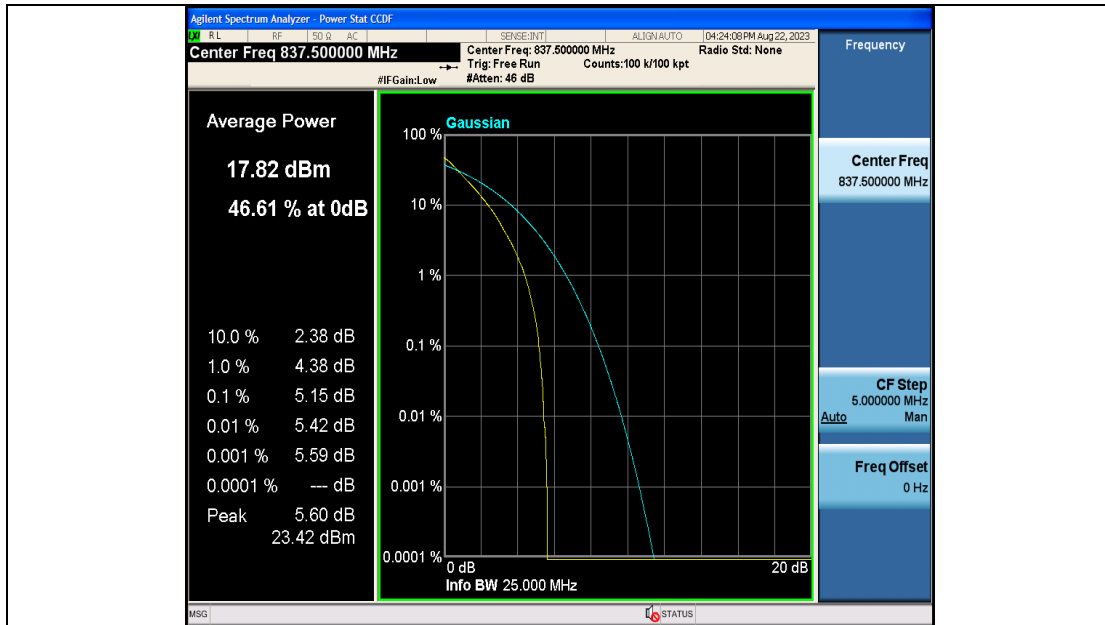 Agilent Spectrum Analyzer - Power Stat CCDF
LXI RL RF 50 Ω AC SENSE:INT ALIGN AUTO 04:24:08 PM Aug 22, 2023
Center Freq 837.500000 MHz
Center Freq: 837.500000 MHz Radio Std: None
Trig: Free Run Counts:100 k/100 kpt
#IFGain:Low #Atten: 46 dB
Frequency
Average Power
17.82 dBm
46.61 % at 0dB
10.0 % 2.38 dB
1.0 % 4.38 dB
0.1 % 5.15 dB
0.01 % 5.42 dB
0.001 % 5.59 dB
0.0001 % --- dB
Peak 5.60 dB
23.42 dBm
Gaussian
100 %
10 %
1 %
0.1 %
0.01 %
0.001 %
0.0001 %
0 dB 20 dB
Info BW 25.000 MHz
Center Freq
837.500000 MHz
CF Step
5.000000 MHz
Auto Man
Freq Offset
0 Hz
MSG STATUS